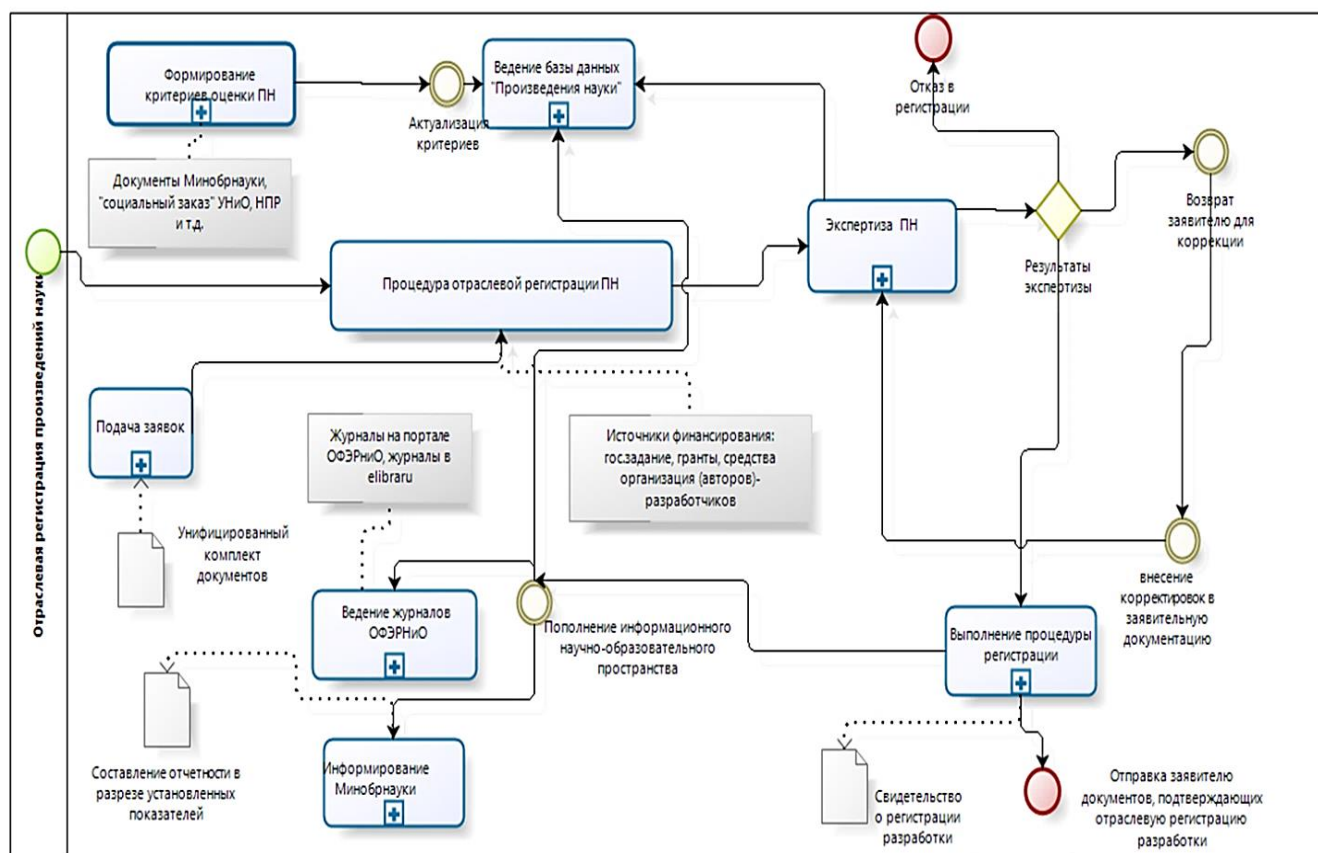 Отраслевая регистрация произведений науки
Формирование
критериев оценки ПН
Актуализация
критериев
Ведение базы данных
"Произведения науки"
Отказ в
регистрации
Документы Минобрнауки,
"социальный заказ" УНиО, НПР
и т.д.
Возврат
заявителю для
коррекции
Экспертиза ПН
Результаты
экспертизы
Процедура отраслевой регистрации ПН
Подача заявок
Журналы на портале
ОФЭРниО, журналы в
elibraru
Источники финансирования:
гос.задание, гранты, средства
организация (авторов)-
разработчиков
Унифицированный
комплект
документов
внесение
корректировок в
заявительную
документацию
Ведение журналов
ОФЭРНиО
Пополнение информационного
научно-образовательного
пространства
Выполнение процедуры
регистрации
Составление отчетности в
разрезе установленных
показателей
Информирование
Минобрнауки
Свидетельство
о регистрации
разработки
Отправка заявителю
документов, подтверждающих
отраслевую регистрацию
разработки